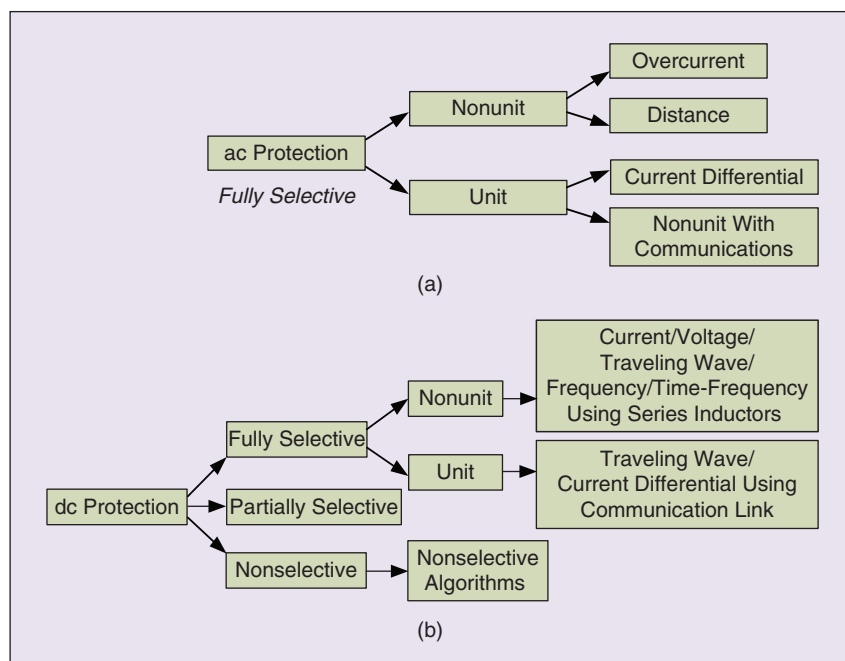 Overcurrent
Nonunit
Distance
ac Protection
Fully Selective
Current Differential
Unit
Nonunit With
Communications
(a)
Current/Voltage/
Traveling Wave/
Frequency/Time-Frequency
Using Series Inductors
Nonunit
Fully Selective
Unit
Traveling Wave/
Current Differential Using
Communication Link
dc Protection
Partially Selective
Nonselective
Nonselective
Algorithms
(b)